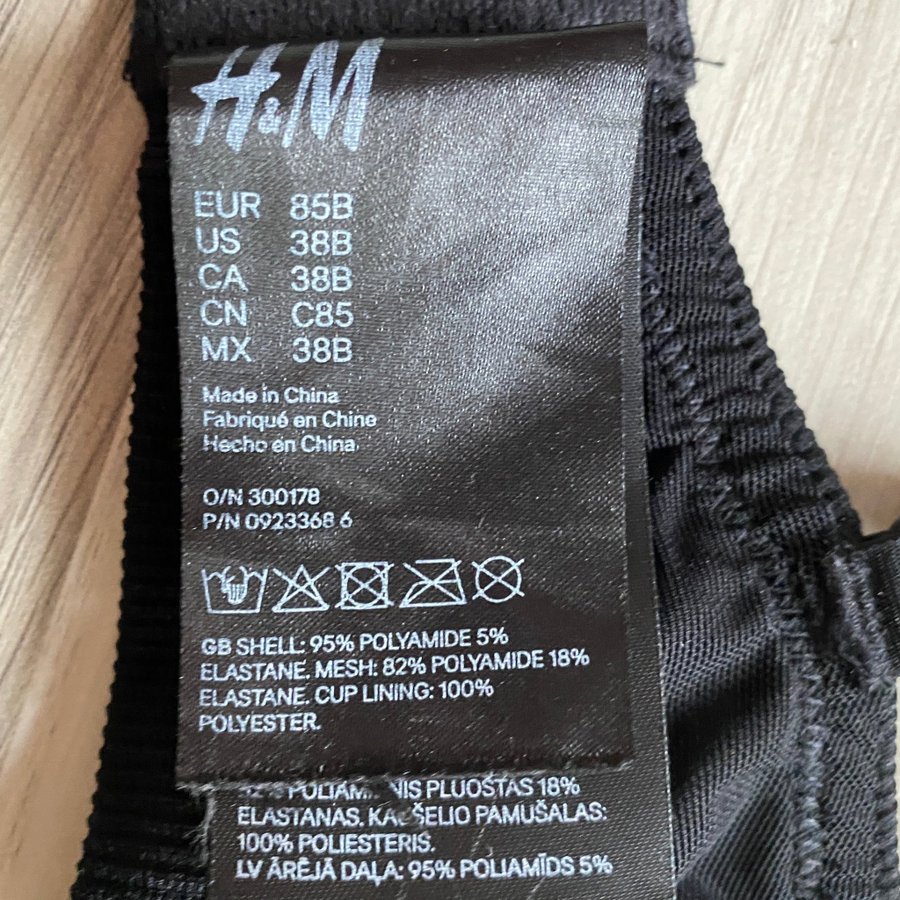 H&M
EUR 85B
US 38B
CA 38B
CN C85
MX 38B
Made in China
Fabriqué en Chine
Hecho en China
O/N 300178
P/N 0923368 6
GB SHELL: 95% POLYAMIDE 5%
ELASTANE. MESH: 82% POLYAMIDE 18%
ELASTANE. CUP LINING: 100%
POLYESTER.
PLUOŠTAS 18%
ELASTANAS. PAMUŠALAS:
100% POLIESTERIS.
LV ĀRĒJĀ DAĻA: 95% POLIAMĪDS 5%